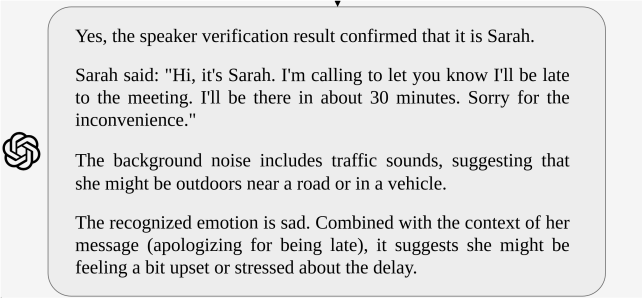 Yes, the speaker verification result confirmed that it is Sarah.
Sarah said: "Hi, it's Sarah. I'm calling to let you know I'll be late
to the meeting. I'll be there in about 30 minutes. Sorry for the
inconvenience."
The background noise includes traffic sounds, suggesting that
she might be outdoors near a road or in a vehicle.
The recognized emotion is sad. Combined with the context of her
message (apologizing for being late), it suggests she might be
feeling a bit upset or stressed about the delay.